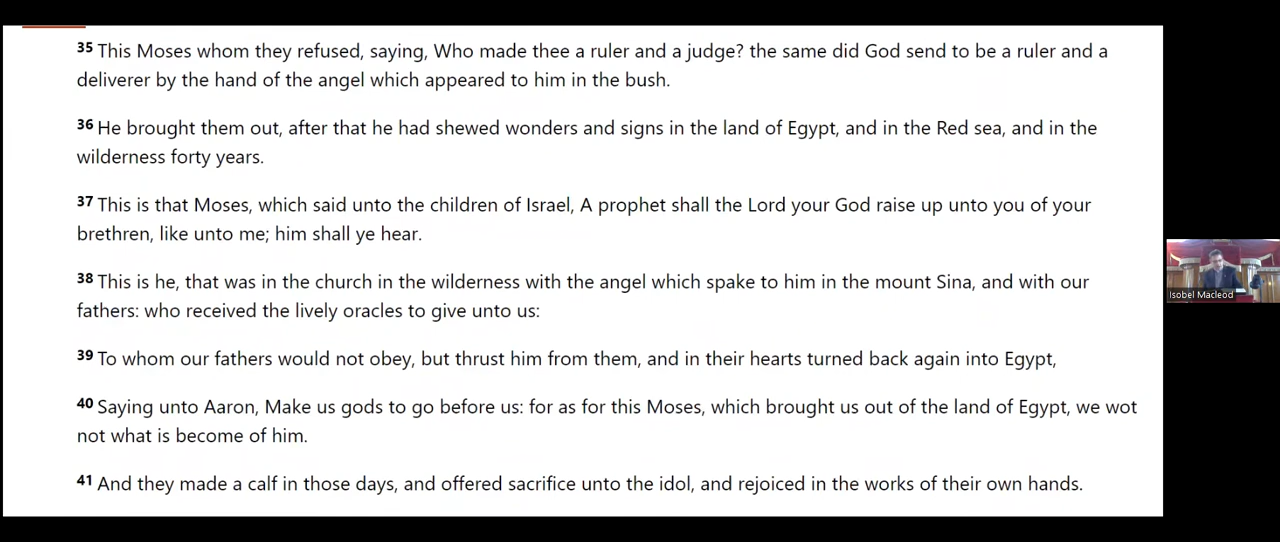 35 This Moses whom they refused, saying, Who made thee a ruler and a judge? the same did God send to be a ruler and a
deliverer by the hand of the angel which appeared to him in the bush.
36 He brought them out, after that he had shewed wonders and signs in the land of Egypt, and in the Red sea, and in the
wilderness forty years.
37 This is that Moses, which said unto the children of Israel, A prophet shall the Lord your God raise up unto you of your
brethren, like unto me; him shall ye hear.
38 This is he, that was in the church in the wilderness with the angel which spake to him in the mount Sina, and with our
fathers: who received the lively oracles to give unto us:
39 To whom our fathers would not obey, but thrust him from them, and in their hearts turned back again into Egypt,
40 Saying unto Aaron, Make us gods to go before us: for as for this Moses, which brought us out of the land of Egypt, we wot
not what is become of him.
41 And they made a calf in those days, and offered sacrifice unto the idol, and rejoiced in the works of their own hands.
Isobel Macleod